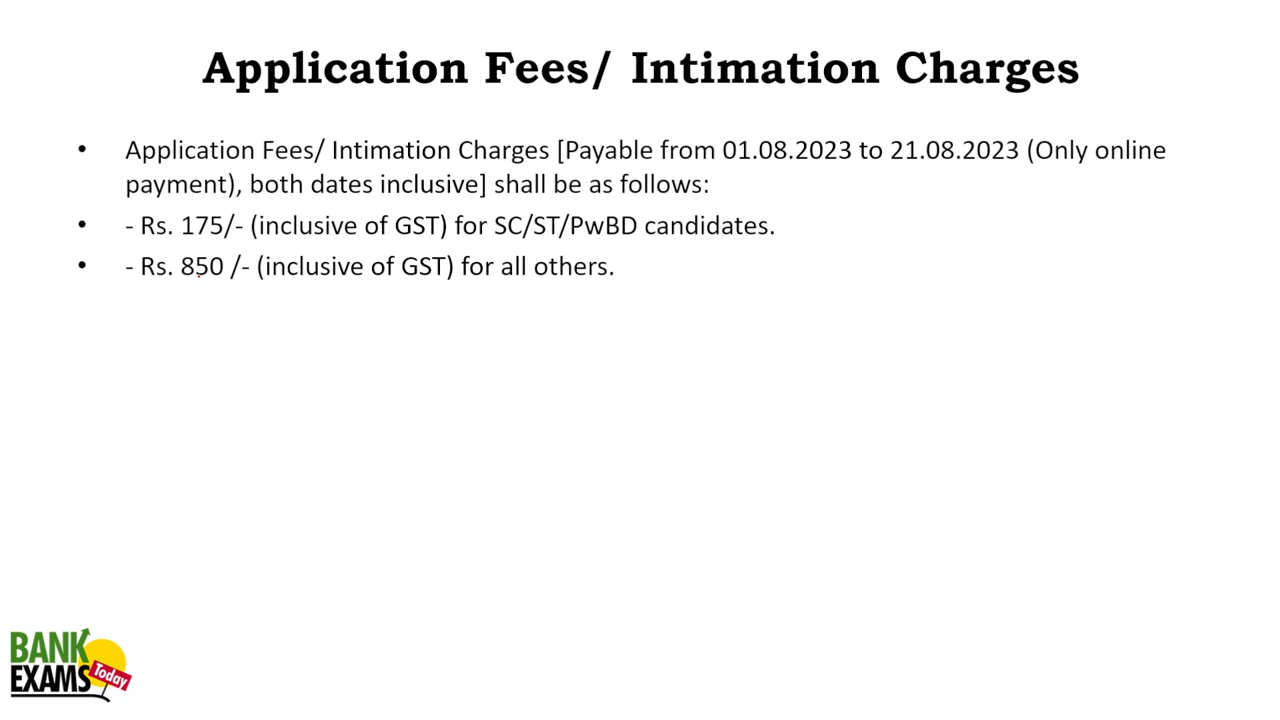 Application Fees/ Intimation Charges
• Application Fees/ Intimation Charges [Payable from 01.08.2023 to 21.08.2023 (Only online
payment), both dates inclusive] shall be as follows:
• - Rs. 175/- (inclusive of GST) for SC/ST/PwBD candidates.
• - Rs. 850 /- (inclusive of GST) for all others.
BANK
EXAMS Today